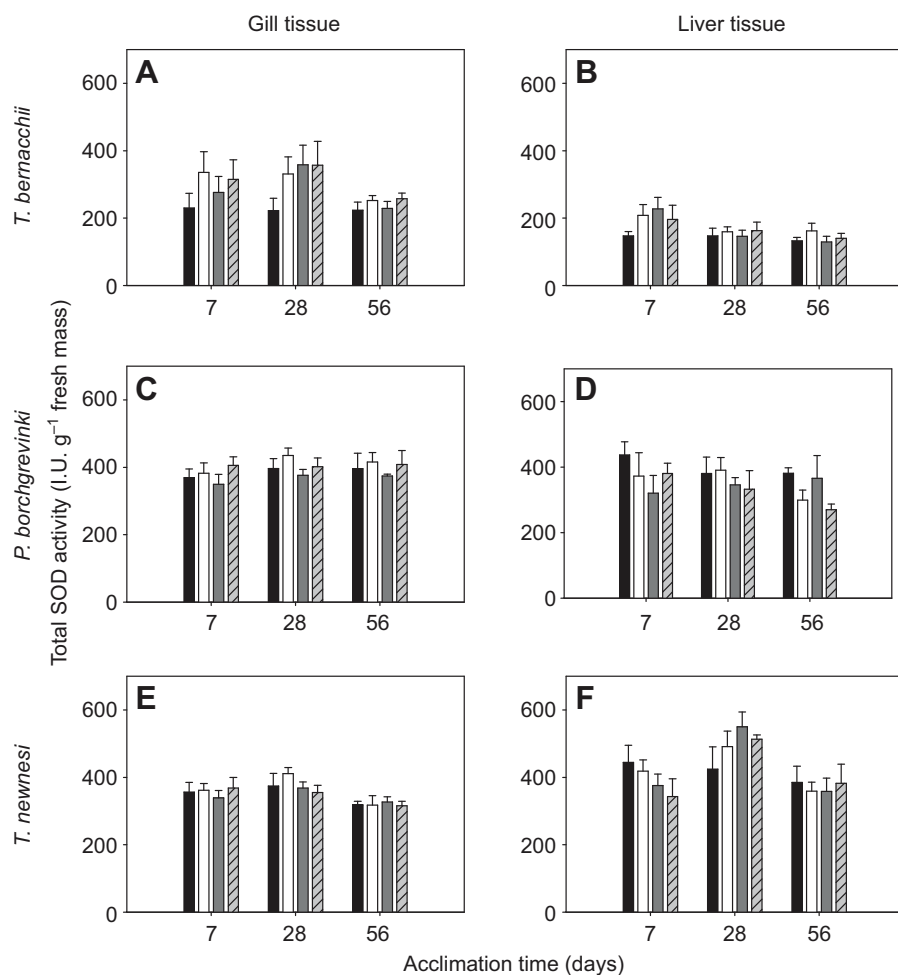 Gill tissue
Liver tissue
T. bernacchii
P. borchgrevinki
T. newnesi
Total SOD activity (I.U. g⁻¹ fresh mass)
A
600
400
200
0
7 28 56
B
600
400
200
0
7 28 56
C
600
400
200
0
7 28 56
D
600
400
200
0
7 28 56
E
600
400
200
0
7 28 56
F
600
400
200
0
7 28 56
Acclimation time (days)